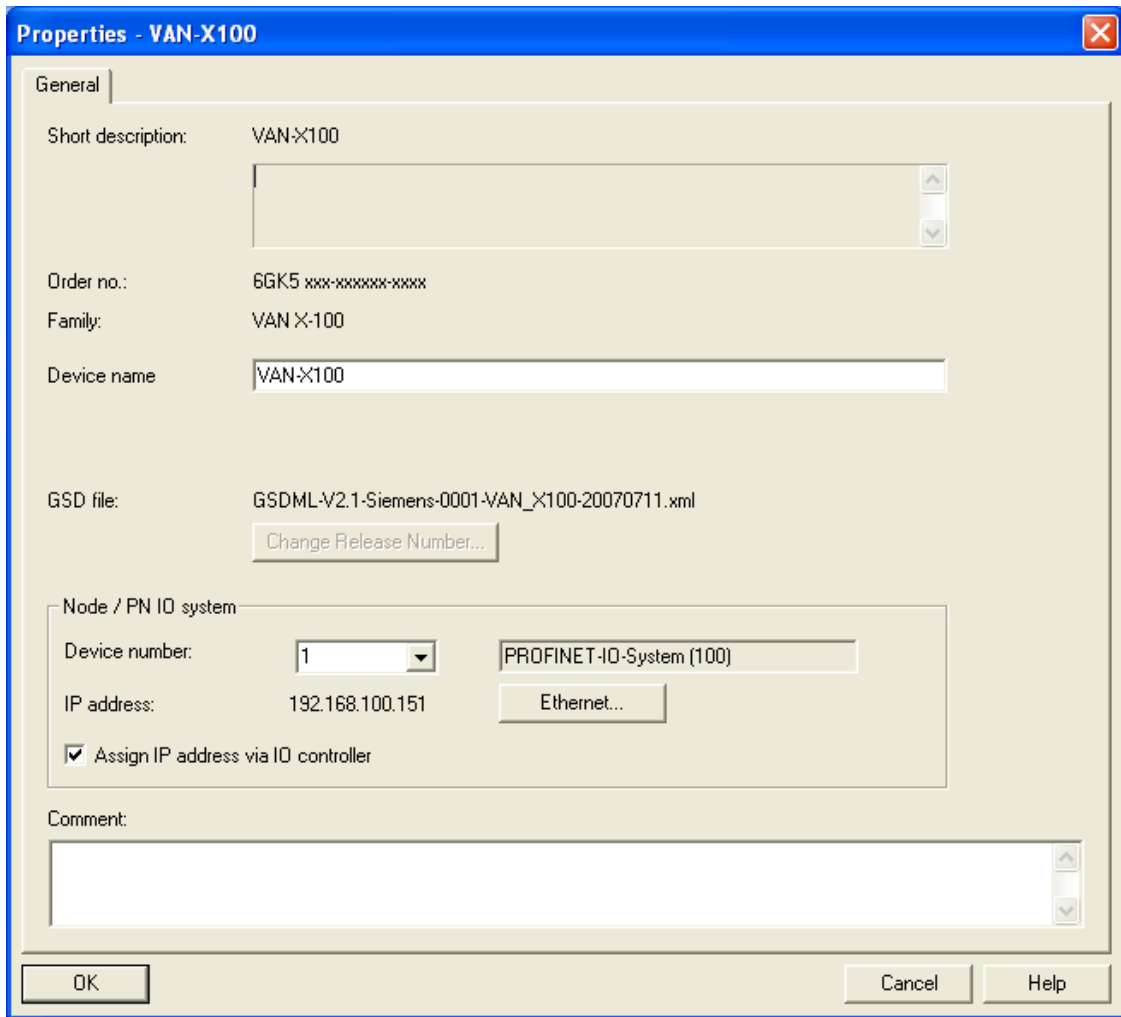 Properties - VAN-X100
General
Short description: VAN-X100
Order no.: 6GK5 xxx-xxxxxx-xxxx
Family: VAN X-100
Device name VAN-X100
GSD file: GSDML-V2.1-Siemens-0001-VAN_X100-20070711.xml
Change Release Number...
Node / PN IO system
Device number: 1 PROFINET-IO-System (100)
IP address: 192.168.100.151 Ethernet...
Assign IP address via IO controller
Comment:
OK Cancel Help